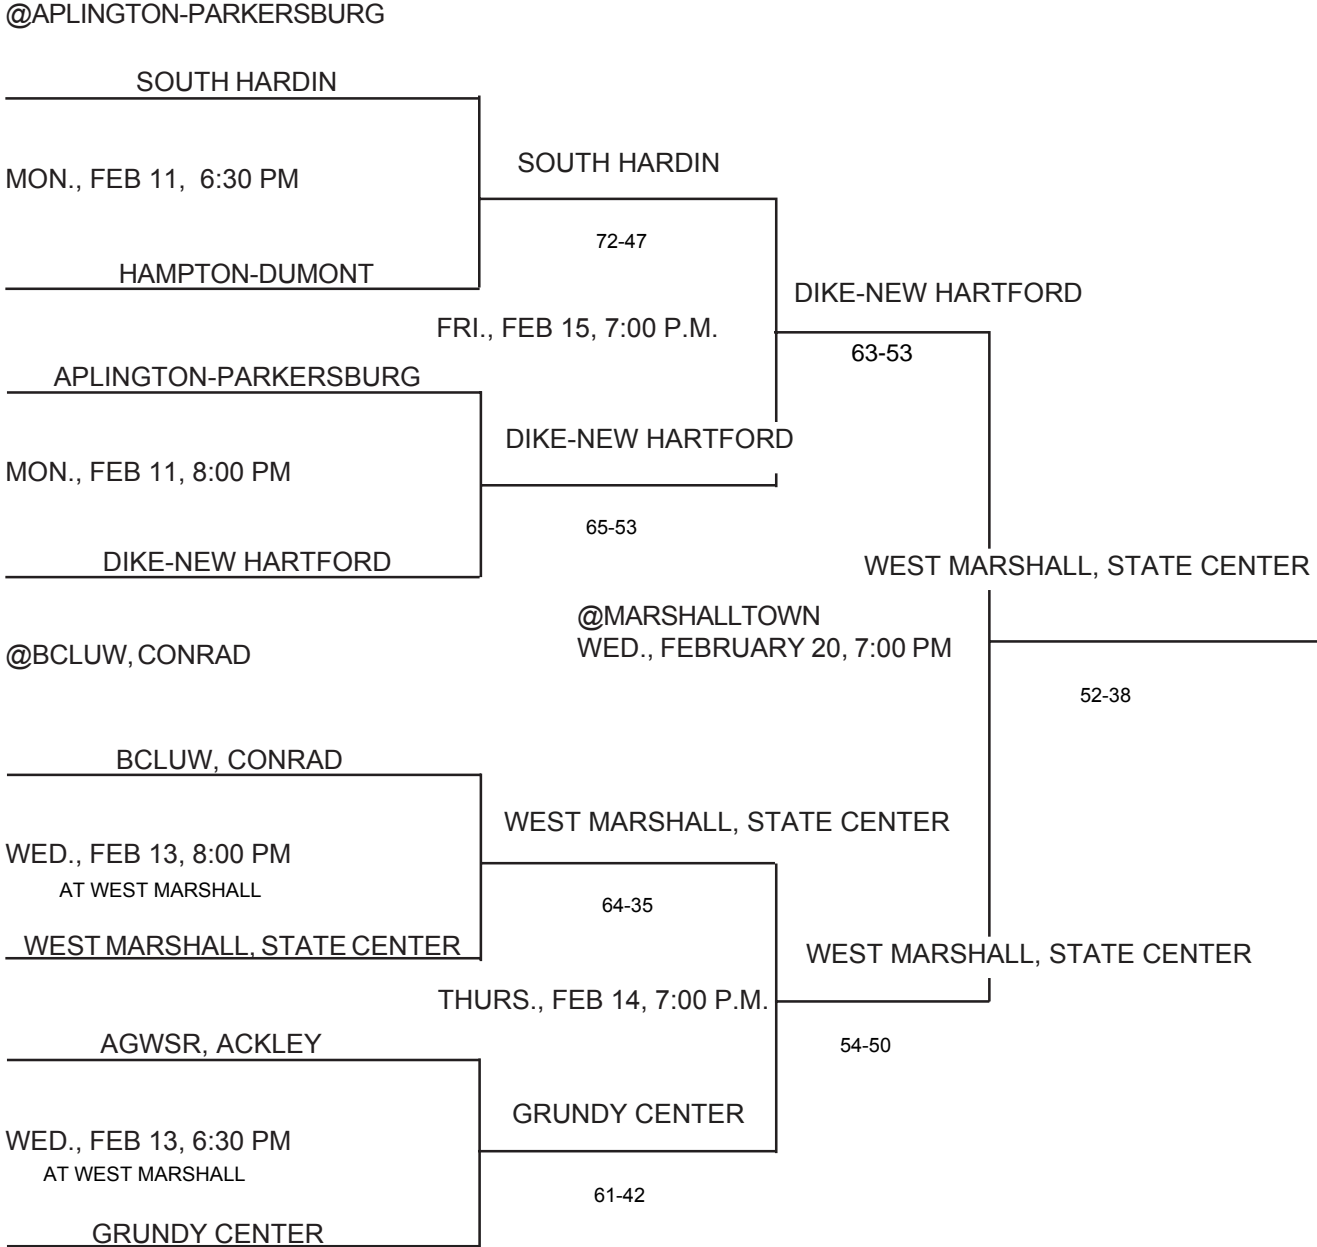 @APLINGTON-PARKERSBURG
SOUTH HARDIN
SOUTH HARDIN
MON., FEB 11, 6:30 PM
72-47
HAMPTON-DUMONT
DIKE-NEW HARTFORD
FRI., FEB 15, 7:00 P.M.
63-53
APLINGTON-PARKERSBURG
DIKE-NEW HARTFORD
MON., FEB 11, 8:00 PM
65-53
DIKE-NEW HARTFORD
WEST MARSHALL, STATE CENTER
@MARSHALLTOWN
WED., FEBRUARY 20, 7:00 PM
@BCLUW, CONRAD
52-38
BCLUW, CONRAD
WEST MARSHALL, STATE CENTER
WED., FEB 13, 8:00 PM
AT WEST MARSHALL
64-35
WEST MARSHALL, STATE CENTER
WEST MARSHALL, STATE CENTER
THURS., FEB 14, 7:00 P.M.
54-50
AGWSR, ACKLEY
GRUNDY CENTER
WED., FEB 13, 6:30 PM
AT WEST MARSHALL
61-42
GRUNDY CENTER